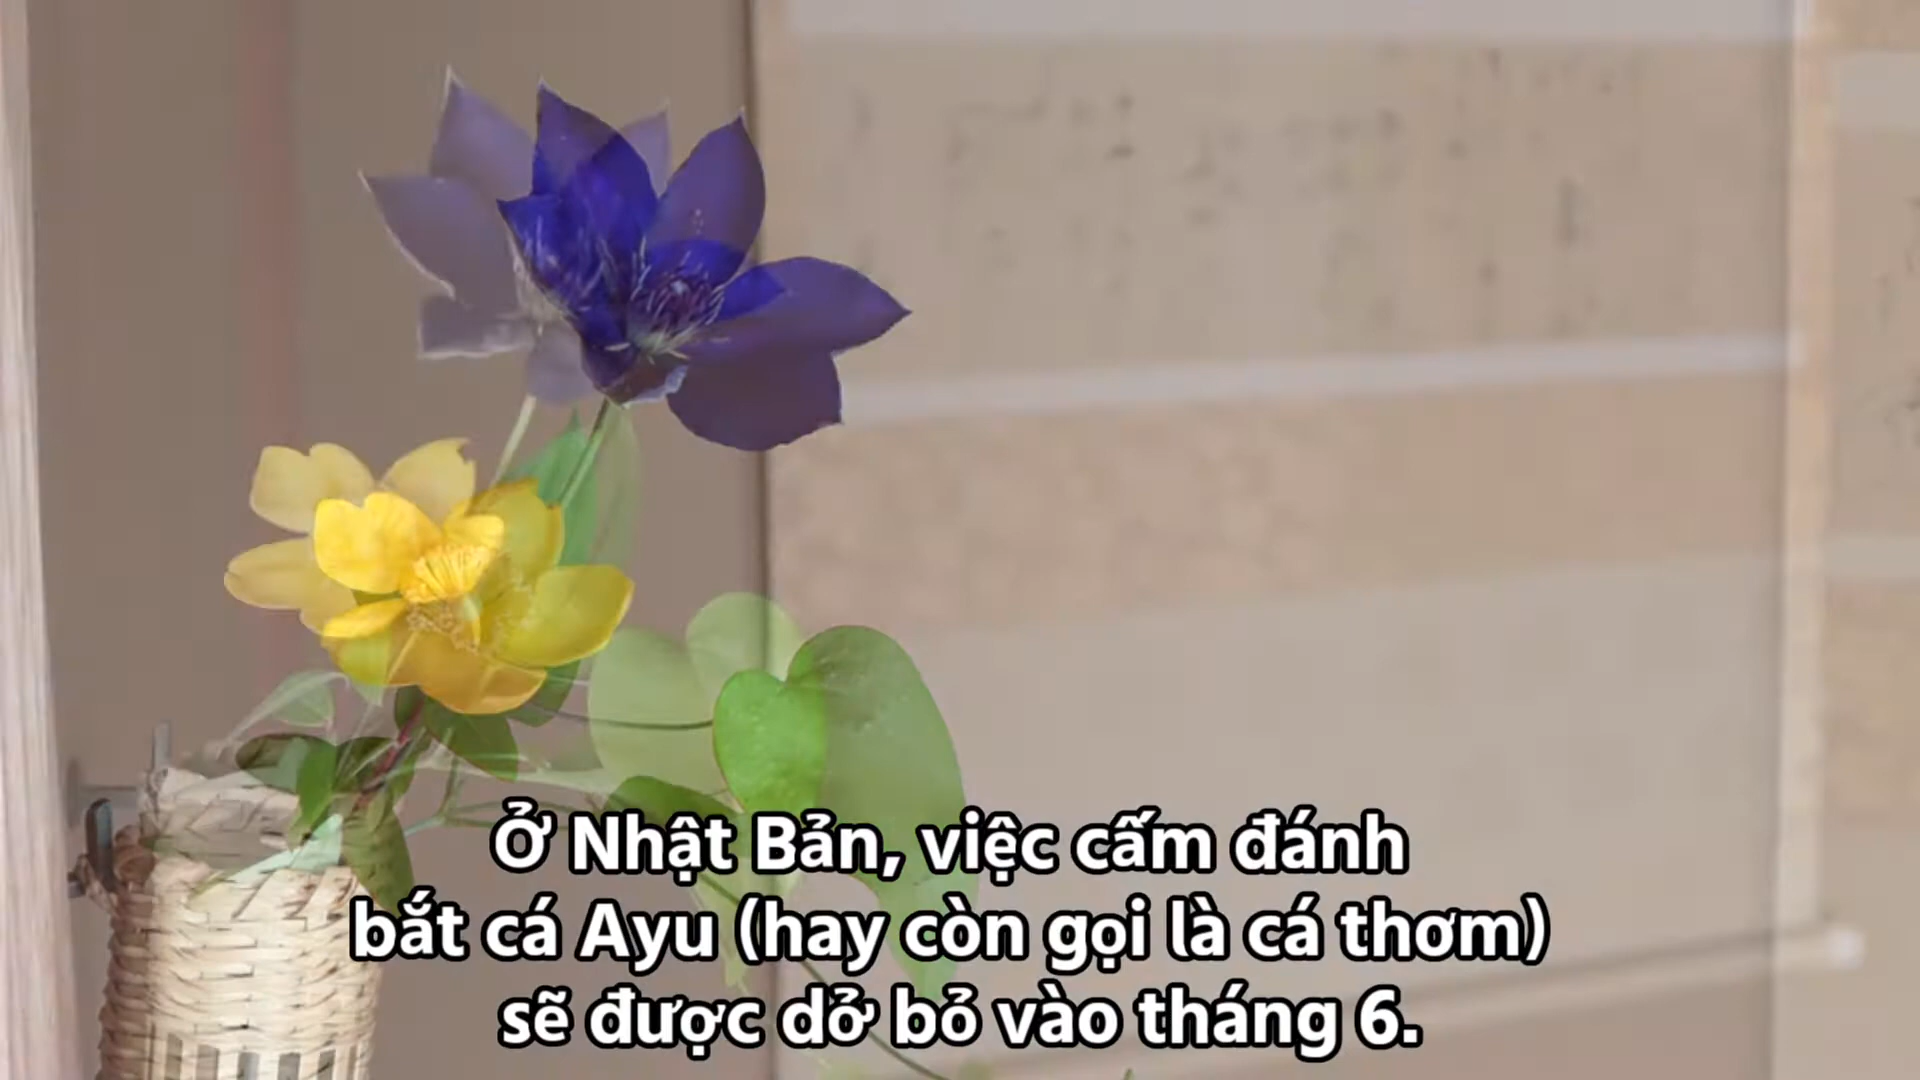 Ở Nhật Bản, việc cấm đánh
bắt cá Ayu (hay còn gọi là cá thơm)
sẽ được dở bỏ vào tháng 6.